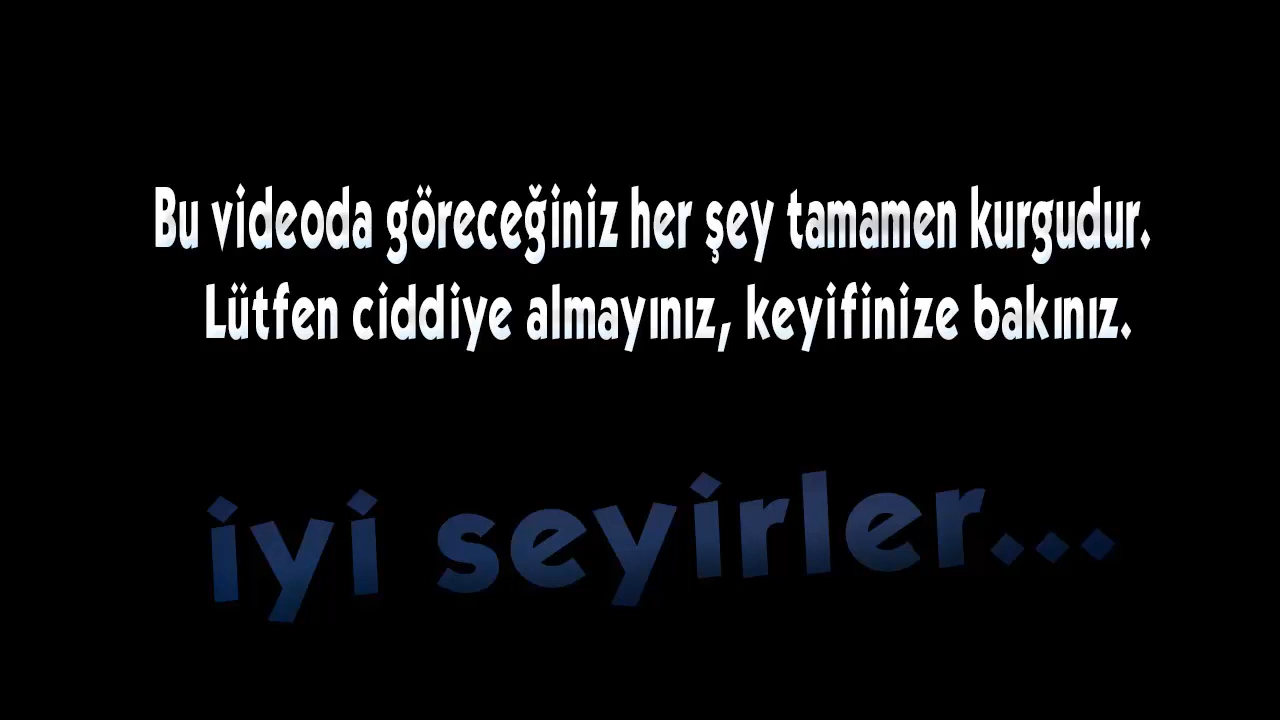 Bu videoda göreceğiniz her şey tamamen kurgudur.
Lütfen ciddiye almayınız, keyifinize bakınız.
iyi seyirler...